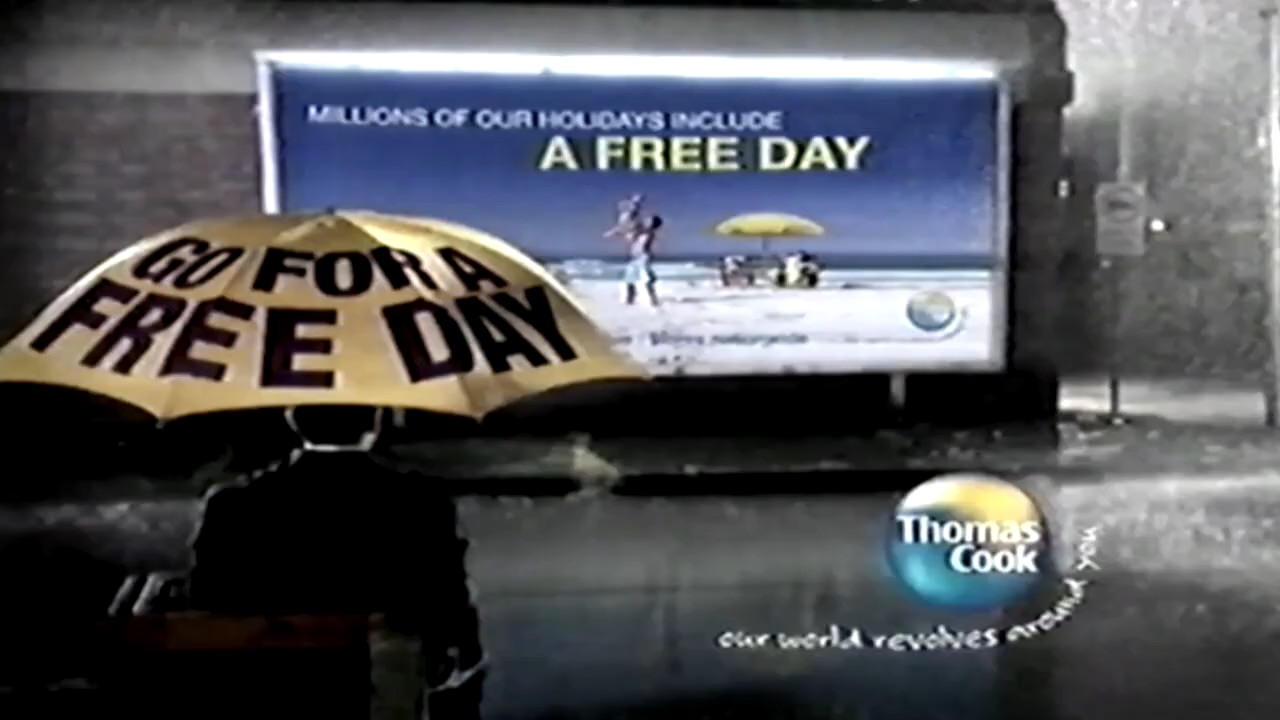 MILLIONS OF OUR HOLIDAYS INCLUDE
A FREE DAY
GO FOR A
FREE DAY
Thomas
Cook
our world revolves around you